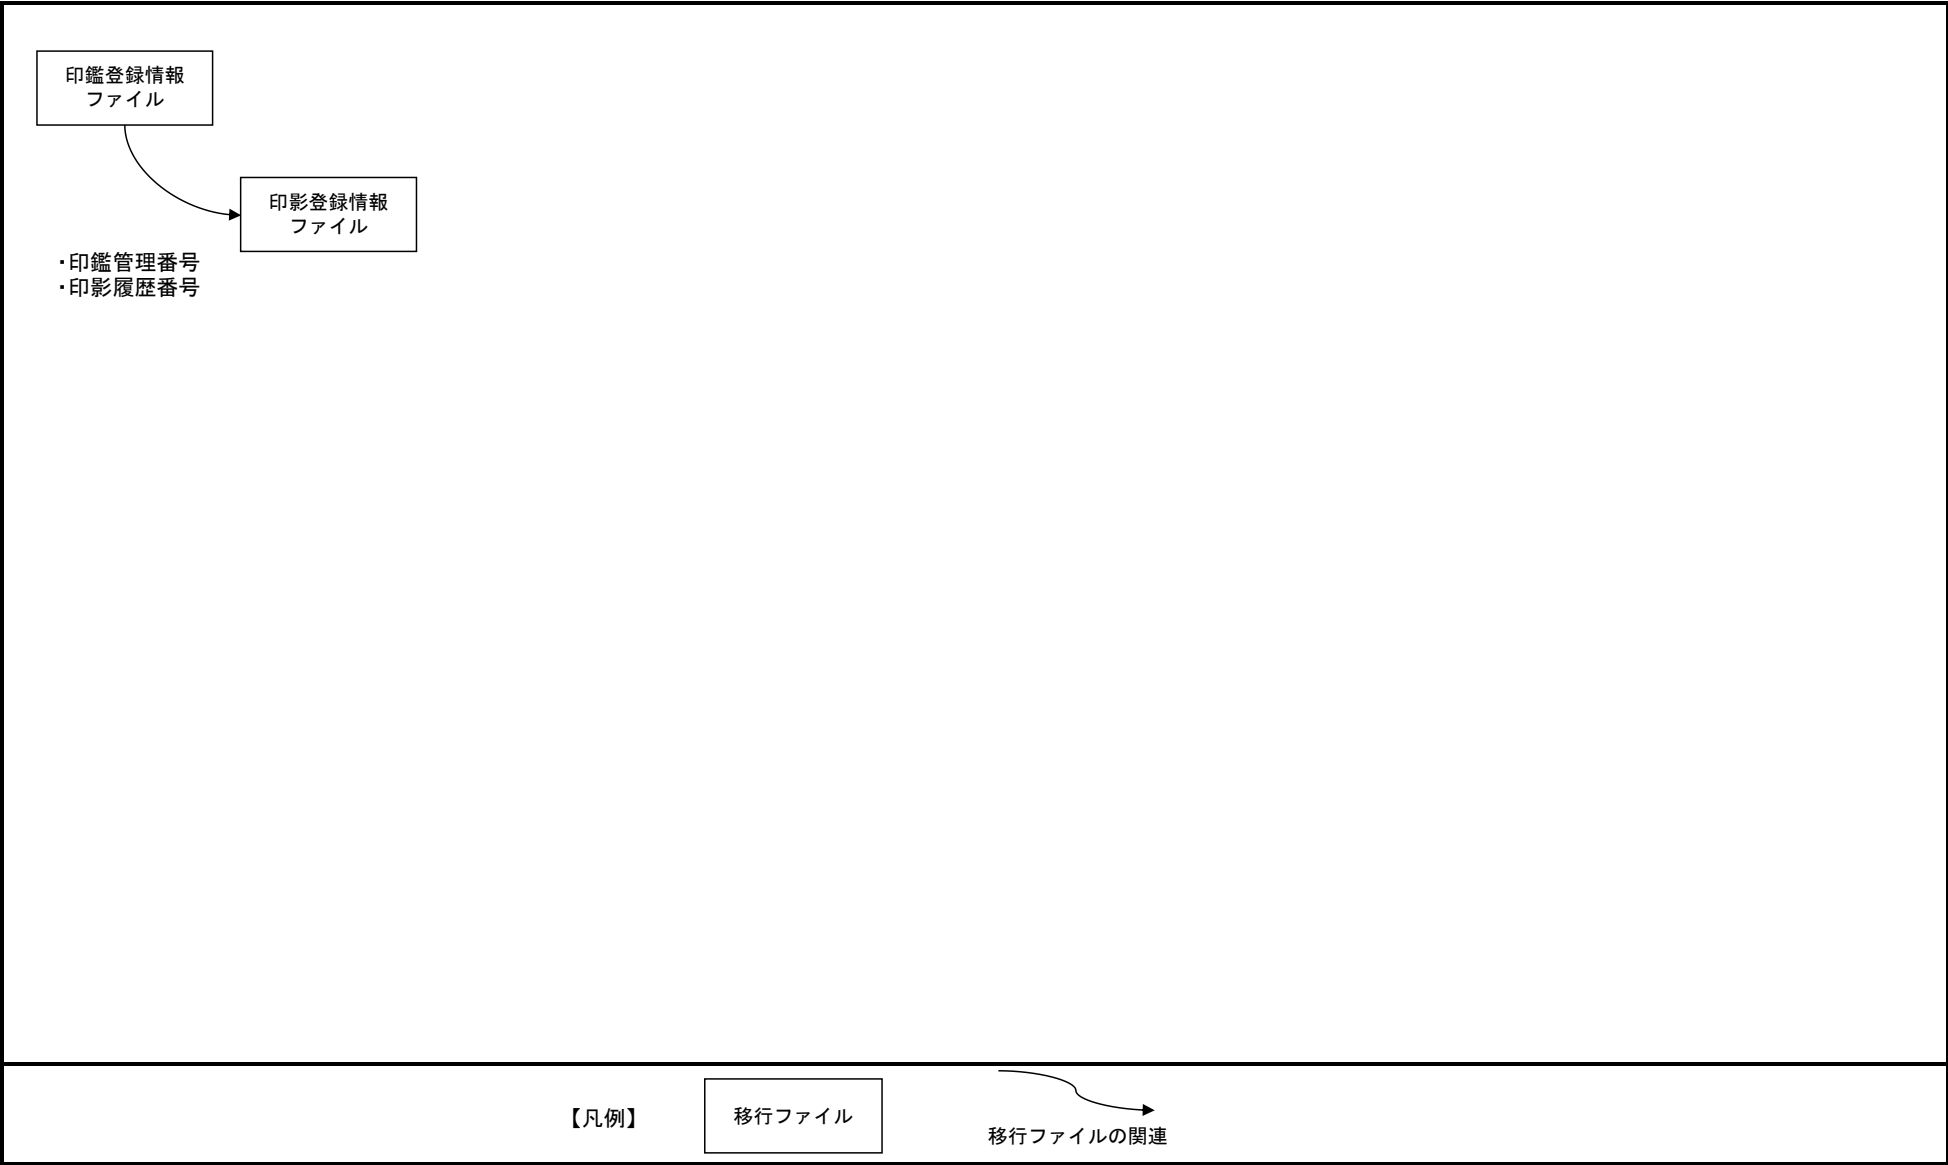 印鑑登録情報
ファイル
印影登録情報
ファイル
・印鑑管理番号
・印影履歴番号
【凡例】
移行ファイル
移行ファイルの関連